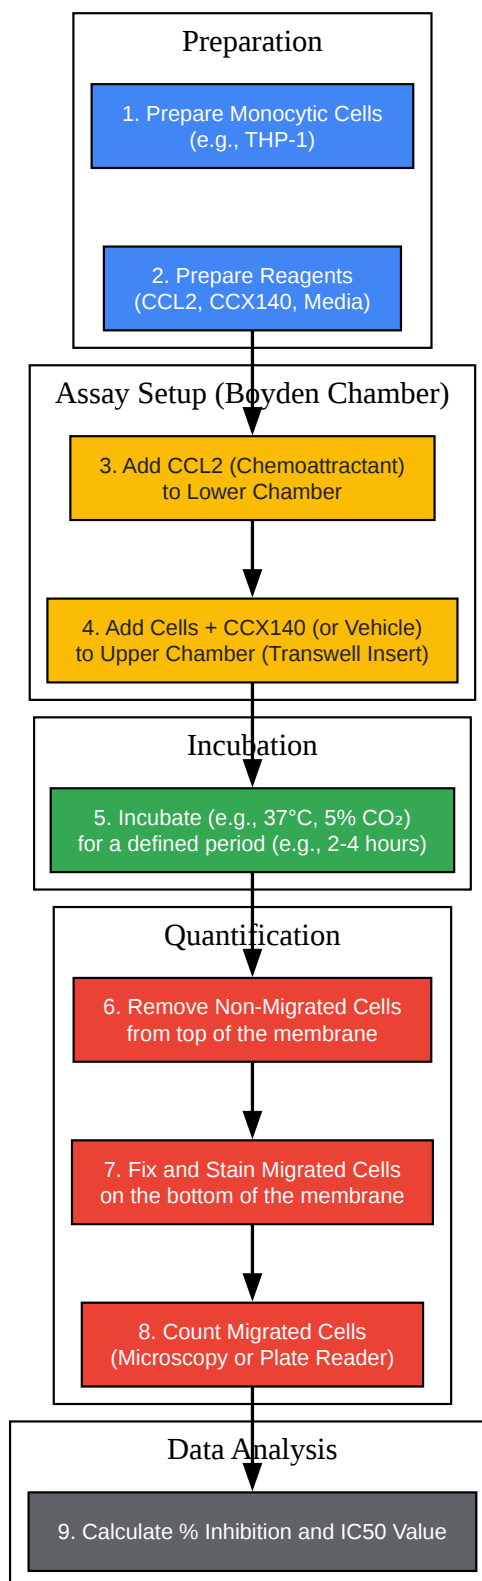 Preparation
1. Prepare Monocytic Cells
(e.g., THP-1)
2. Prepare Reagents
(CCL2, CCX140, Media)
Assay Setup (Boyden Chamber)
3. Add CCL2 (Chemoattractant)
to Lower Chamber
4. Add Cells + CCX140 (or Vehicle)
to Upper Chamber (Transwell Insert)
Incubation
5. Incubate (e.g., 37°C, 5% CO₂)
for a defined period (e.g., 2-4 hours)
Quantification
6. Remove Non-Migrated Cells
from top of the membrane
7. Fix and Stain Migrated Cells
on the bottom of the membrane
8. Count Migrated Cells
(Microscopy or Plate Reader)
Data Analysis
9. Calculate % Inhibition and IC50 Value